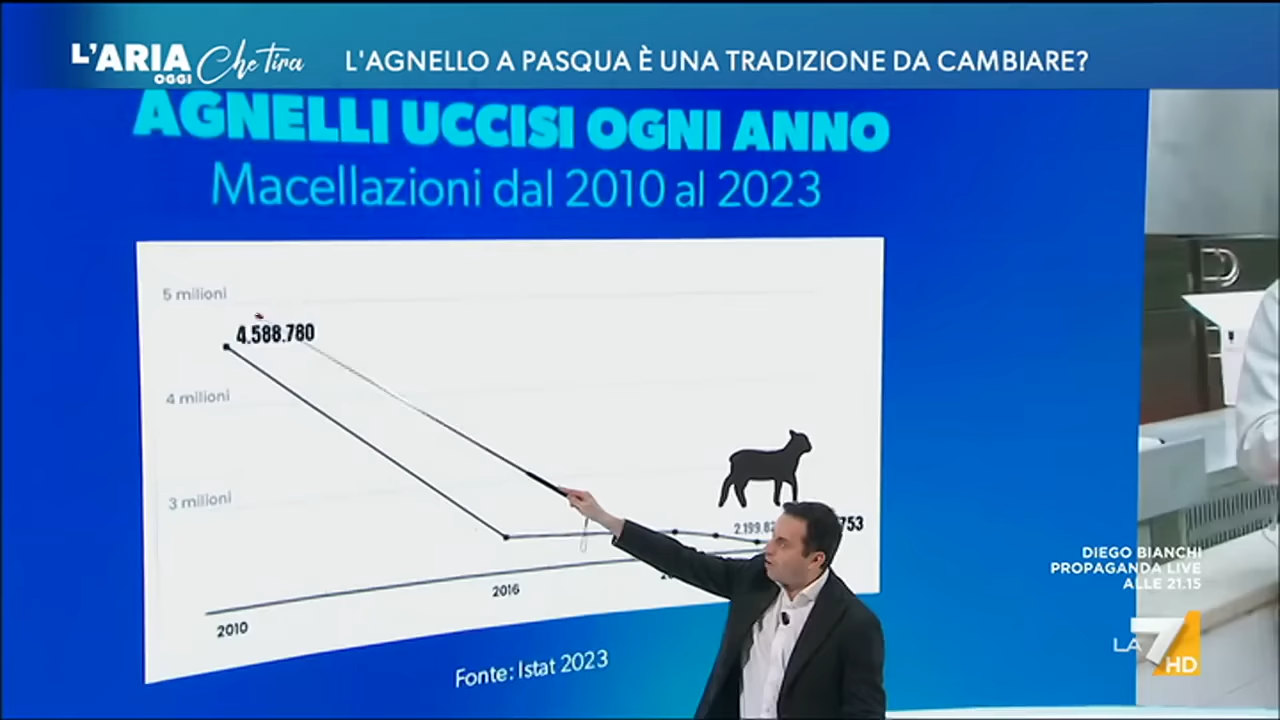 L'ARIA
OGGI
Che tira
L'AGNELLO A PASQUA È UNA TRADIZIONE DA CAMBIARE?
AGNELLI UCCISI OGNI ANNO
Macellazioni dal 2010 al 2023
5 milioni
4.588.780
4 milioni
3 milioni
2010
2016
Fonte: Istat 2023
DIEGO BIANCHI
PROPAGANDA LIVE
ALLE 21.15
LA 7 HD